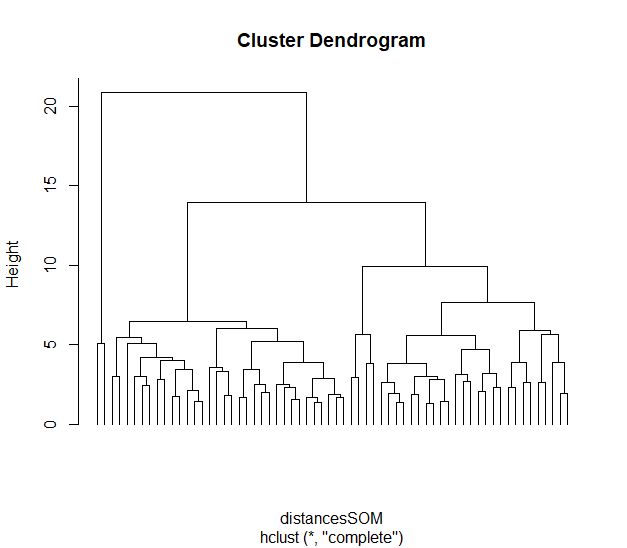 Cluster Dendrogram
Height
20
15
10
5
0
distancesSOM
hclust (*, "complete")